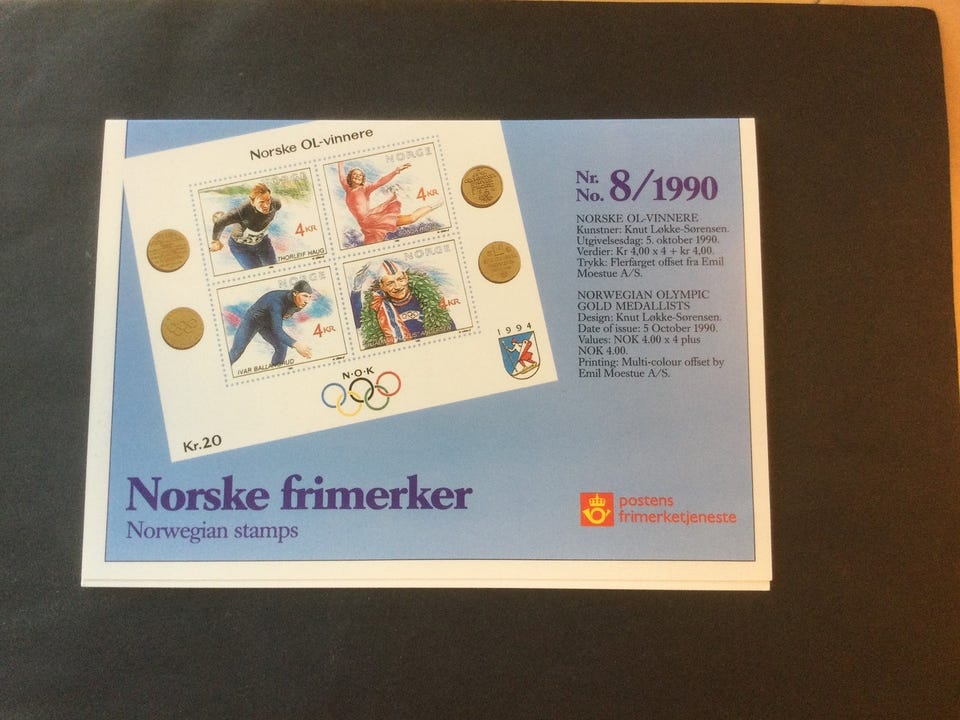 Norske OL-vinnere
NORGE
4KR
THORLEIF HAUG
NORGE
4KR
NORGE
4KR
IVAR BALLANGRUD
NORGE
4KR
1994
N·O·K
Kr.20
Nr.
No. 8/1990
NORSKE OL-VINNERE
Kunstner: Knut Løkke-Sørensen.
Utgivelsesdag: 5. oktober 1990.
Verdier: Kr 4,00 x 4 + kr 4,00.
Trykk: Flerfarget offset fra Emil
Moestue A/S.
NORWEGIAN OLYMPIC
GOLD MEDALLISTS
Design: Knut Løkke-Sørensen.
Date of issue: 5 October 1990.
Values: NOK 4.00 x 4 plus
NOK 4.00.
Printing: Multi-colour offset by
Emil Moestue A/S.
Norske frimerker
Norwegian stamps
postens
frimerketjeneste